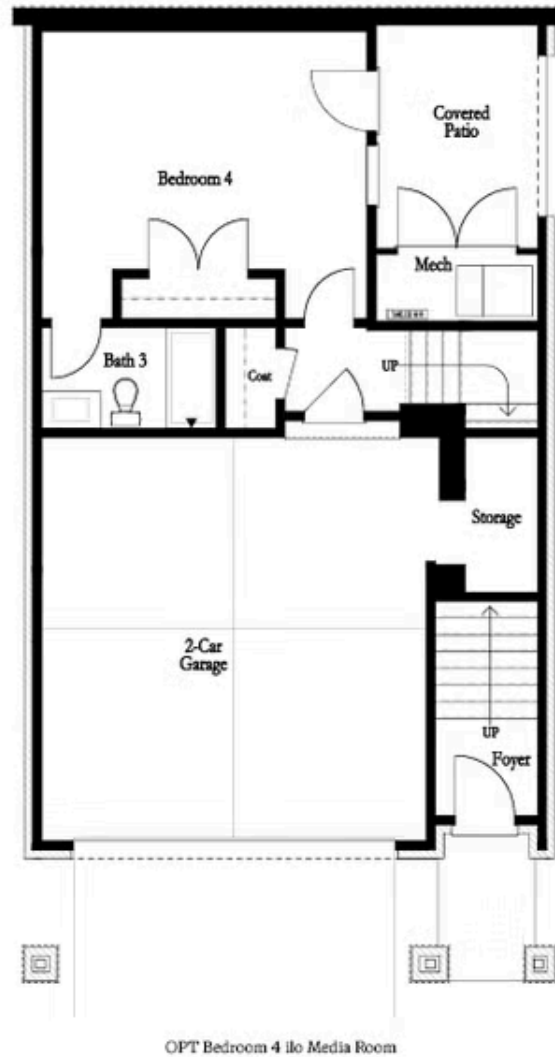 Covered
Patio
Bedroom 4
Mech
Bath 3
Coat
UP
Storage
2-Car
Garage
UP
Foyer
OPT Bedroom 4 ilo Media Room